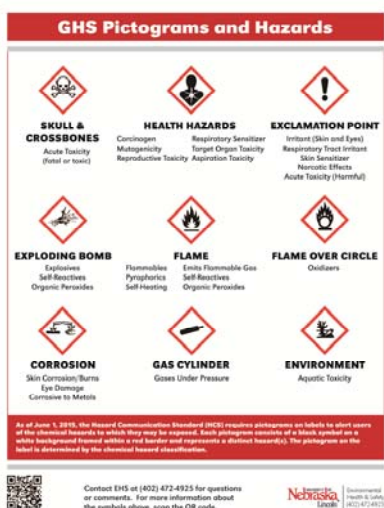 GHS Pictograms and Hazards
SKULL &
CROSSBONES
Acute Toxicity
(fatal or toxic)
HEALTH HAZARDS
Carcinogen
Mutagenicity
Reproductive Toxicity
Respiratory Sensitizer
Target Organ Toxicity
Aspiration Toxicity
EXCLAMATION POINT
Irritant (Skin and Eyes)
Respiratory Tract Irritant
Skin Sensitizer
Narcotic Effects
Acute Toxicity (Harmful)
EXPLODING BOMB
Explosives
Self-Reactives
Organic Peroxides
FLAME
Flammables
Pyrophorics
Self-Heating
Emits Flammable Gas
Self-Reactives
Organic Peroxides
FLAME OVER CIRCLE
Oxidizers
CORROSION
Skin Corrosion/Burns
Eye Damage
Corrosive to Metals
GAS CYLINDER
Gases Under Pressure
ENVIRONMENT
Aquatic Toxicity
As of June 1, 2015, the Hazard Communication Standard (HCS) requires pictograms on labels to alert users
of the chemical hazards to which they may be exposed. Each pictogram consists of a black symbol on a
white background framed within a red border and represents a distinct hazard(s). The pictogram on the
label is determined by the chemical hazard classification.
Contact EHS at (402) 472-4925 for questions
or comments. For more information about
the symbols above, scan the QR code.
Nebraska
Lincoln
Environmental
Health & Safety
(402) 472-4925